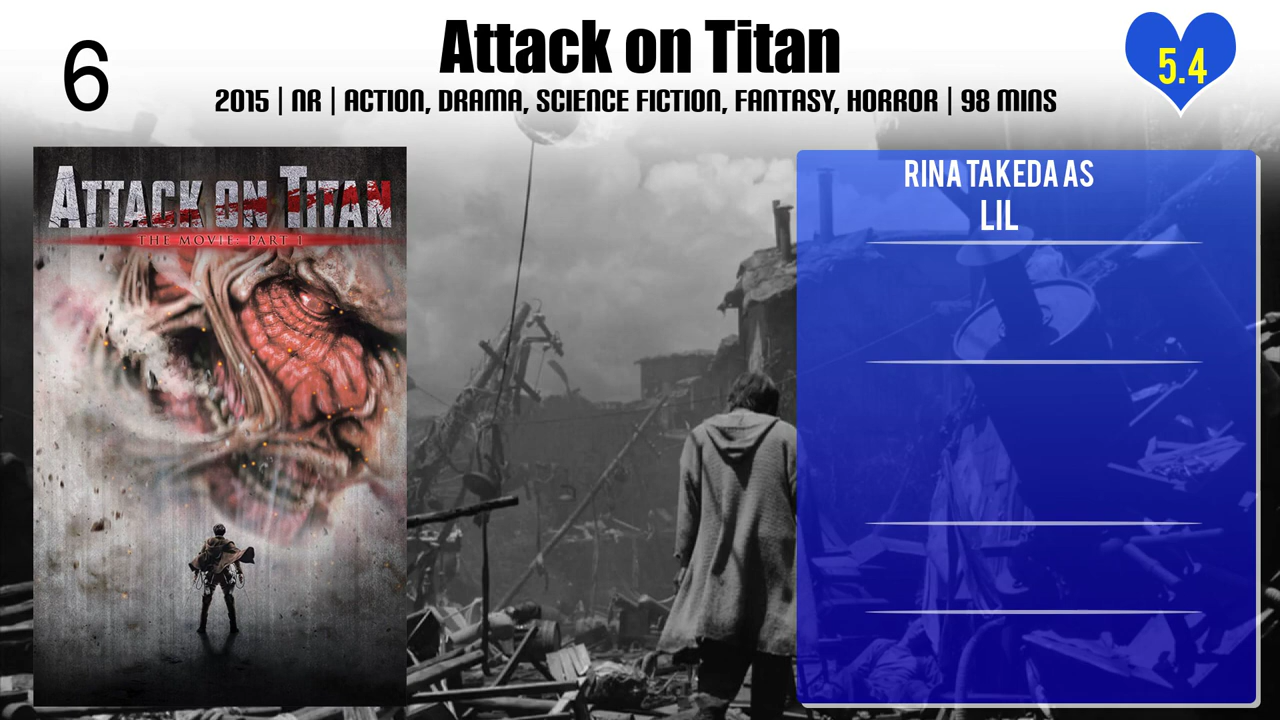 6
Attack on Titan
2015 | NR | ACTION, DRAMA, SCIENCE FICTION, FANTASY, HORROR | 98 MINS
5.4
ATTACK ON TITAN
THE MOVIE: PART 1
RINA TAKEDA AS
LIL